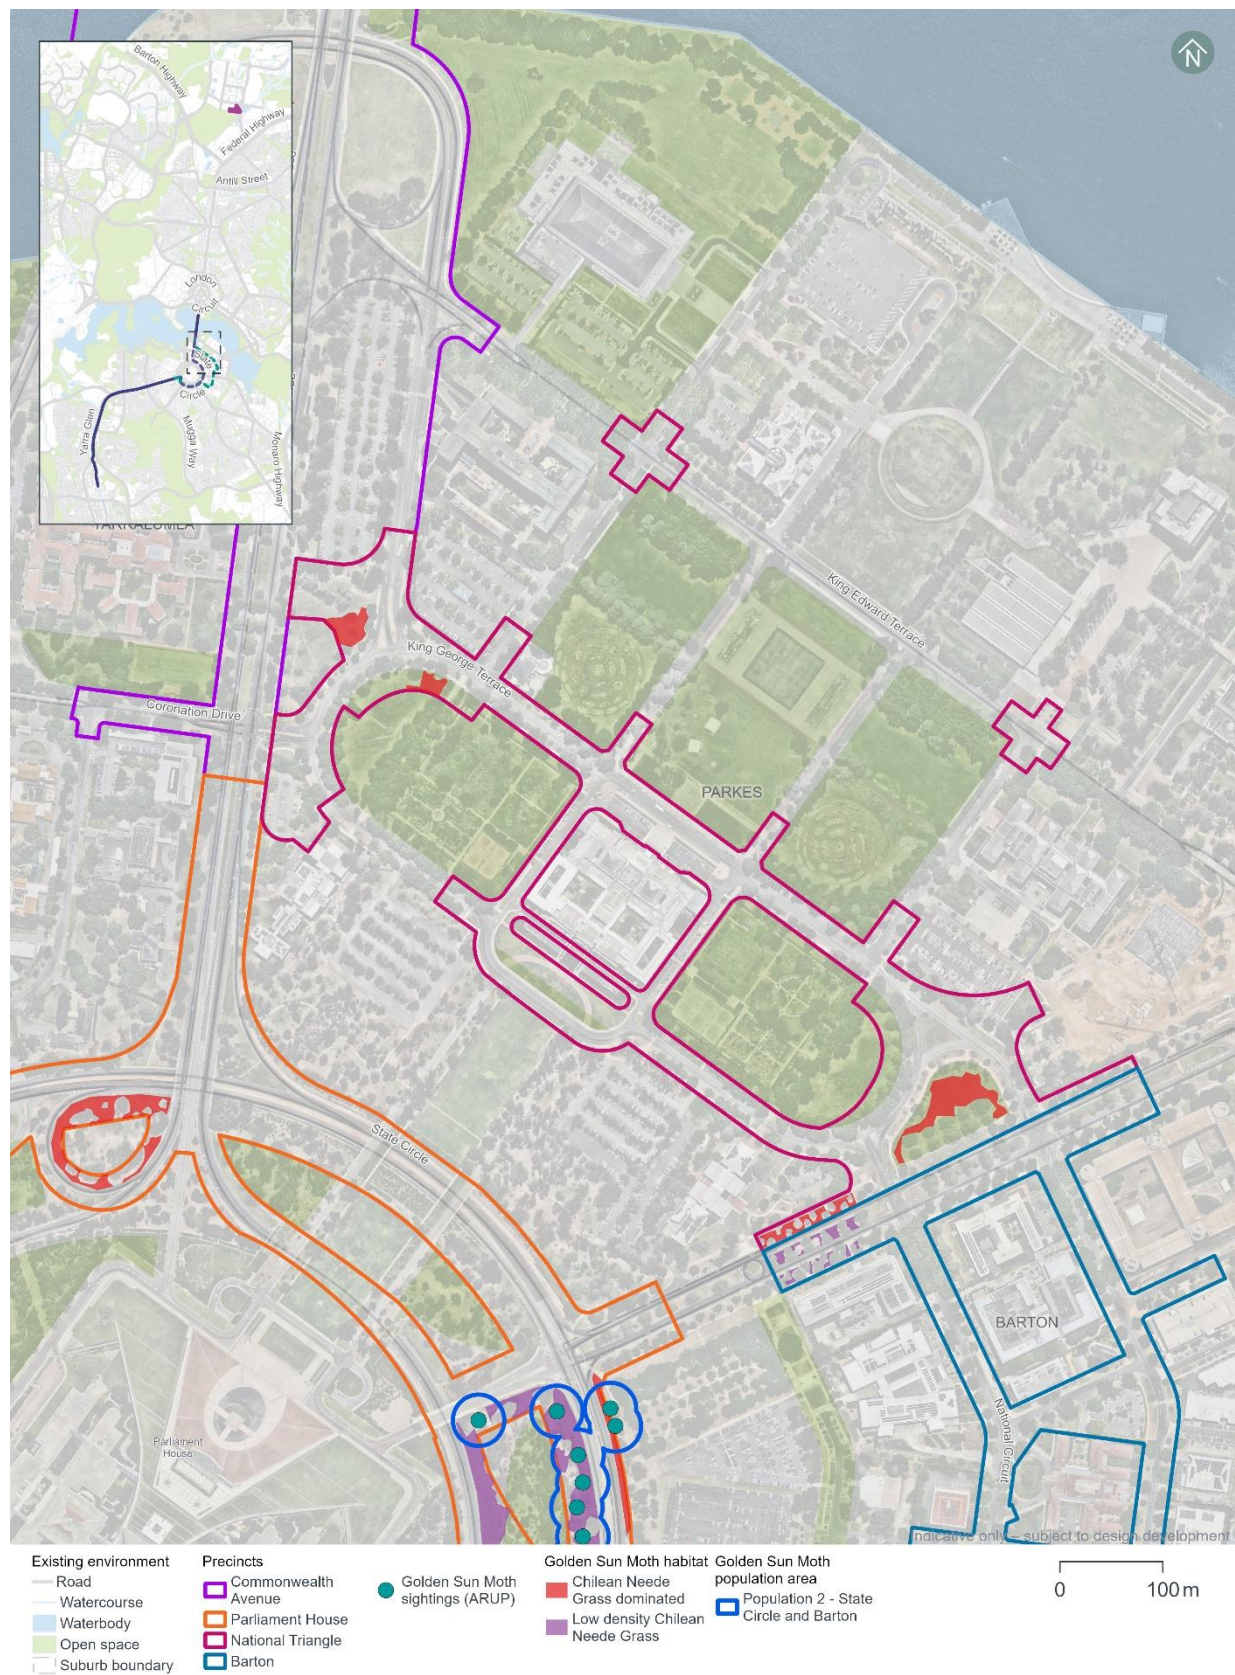 N
Barton Highway
Federal Highway
Antill Street
London
Circuit
State
Circle
Yarra Glen
Mugga Way
Monaro Highway
YARRALUMLA
King George Terrace
King Edward Terrace
Coronation Drive
PARKES
State Circle
BARTON
National Circuit
Parliament
House
Indicative only – subject to design development
Existing environment
Road
Watercourse
Waterbody
Open space
Suburb boundary
Precincts
Commonwealth
Avenue
Parliament House
National Triangle
Barton
Golden Sun Moth
sightings (ARUP)
Golden Sun Moth habitat
Chilean Neede
Grass dominated
Low density Chilean
Neede Grass
Golden Sun Moth
population area
Population 2 - State
Circle and Barton
0 100 m